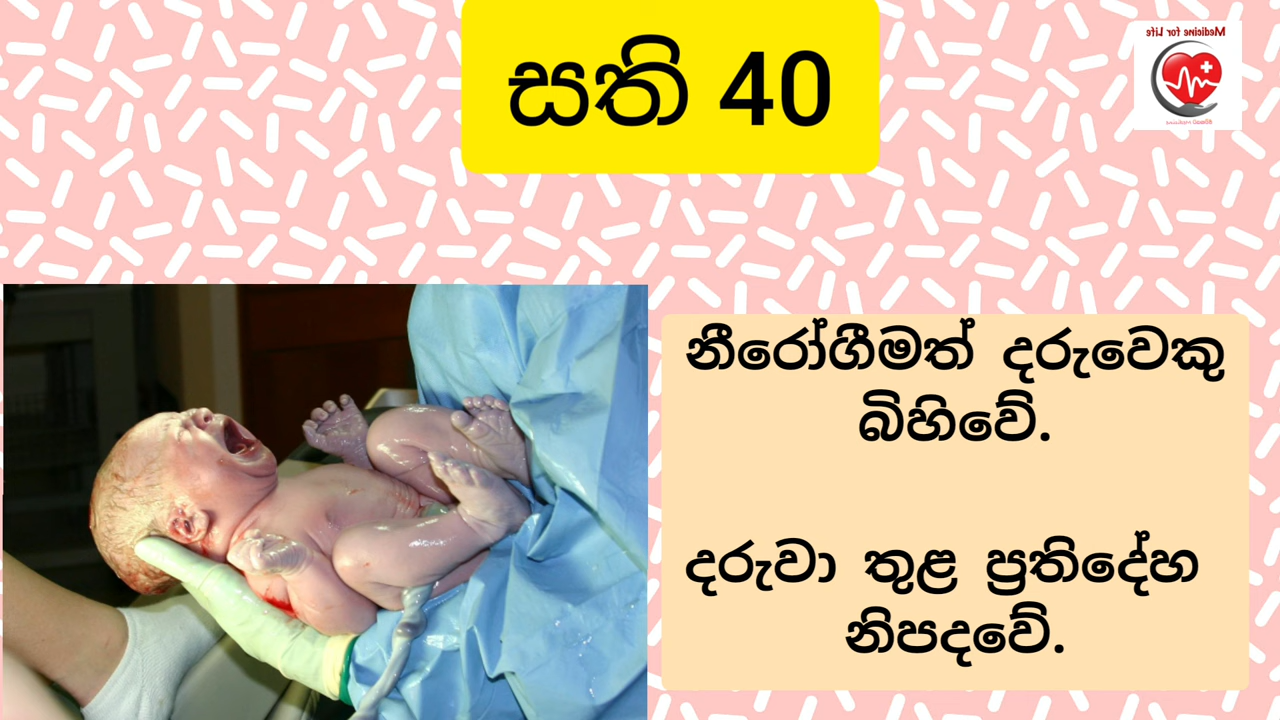 සති 40
Medicine for Life
නීරෝගීමත් දරුවෙකු
බිහිවේ.
දරුවා තුළ ප්‍රතිදේහ
නිපදවේ.